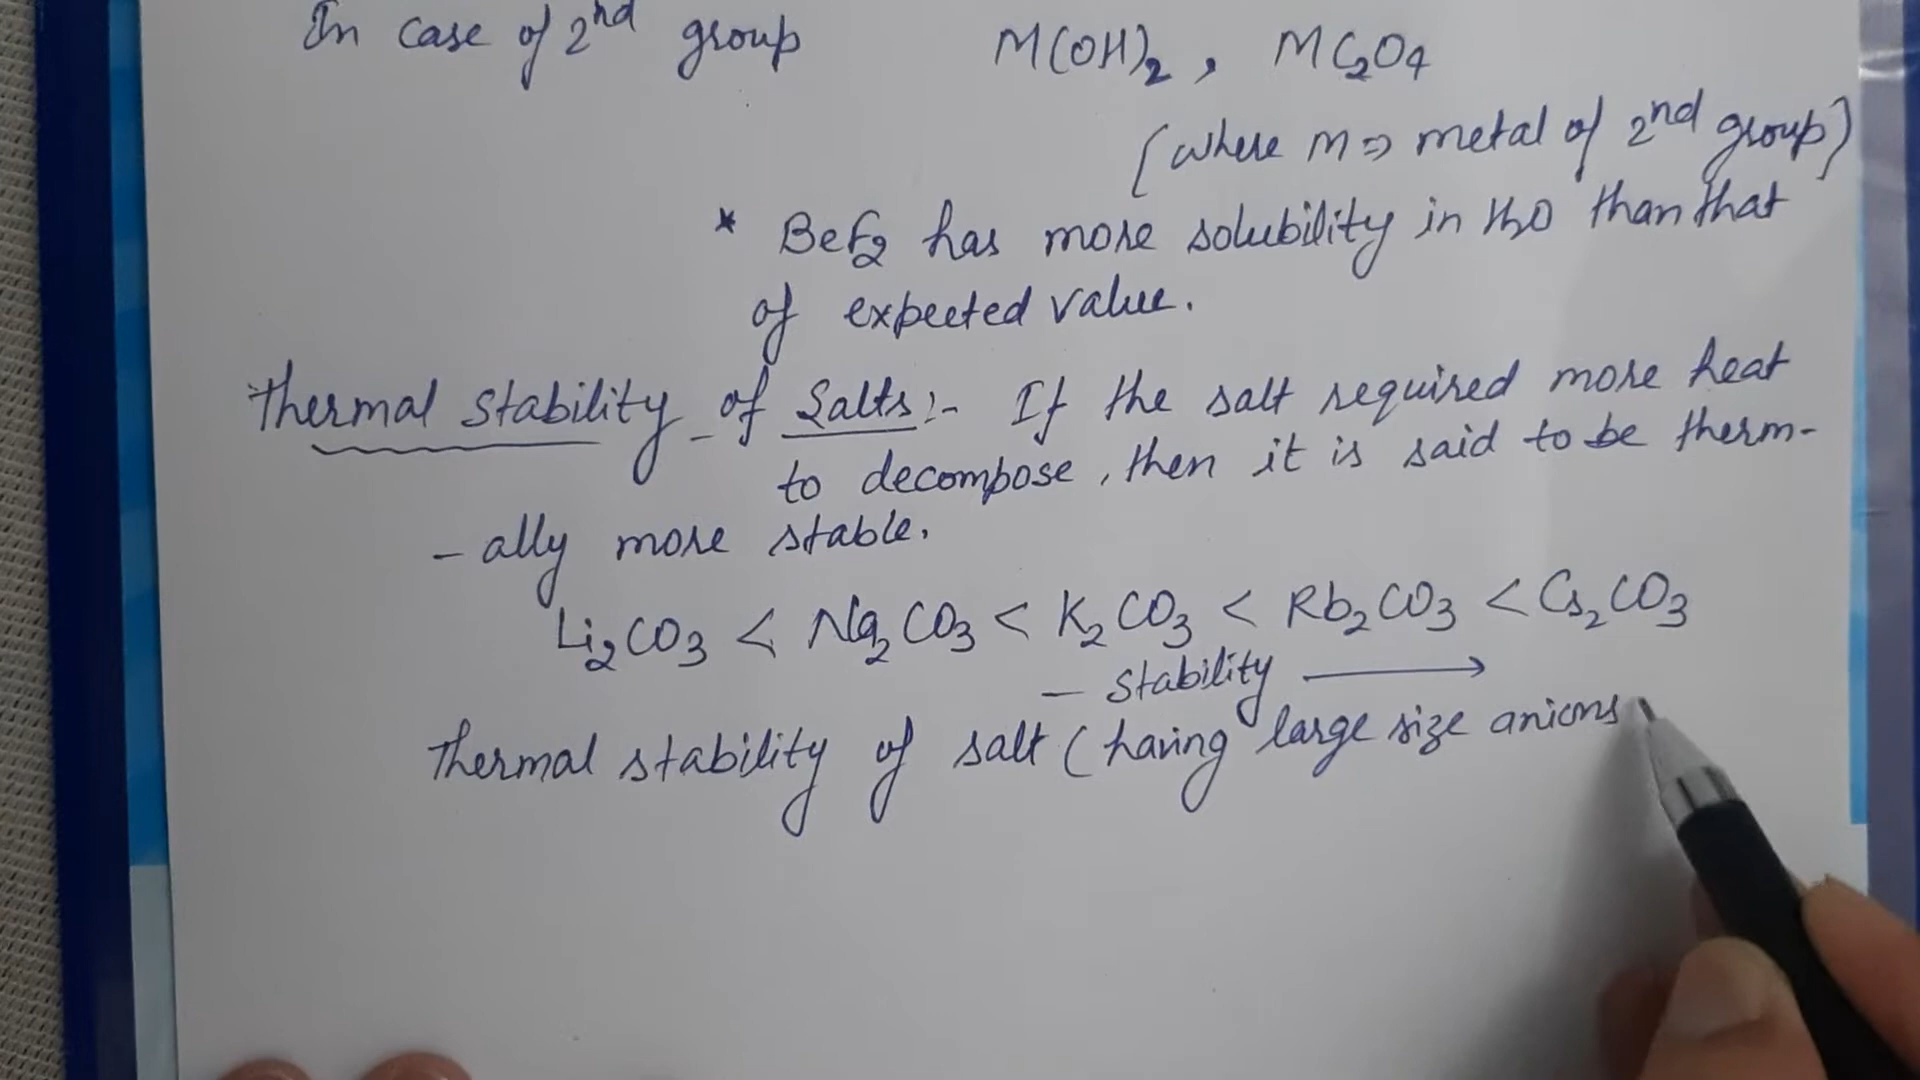 In case of 2nd group M(OH)2 , MC2O4
(where M => metal of 2nd group)
* BeF2 has more solubility in H2O than that
of expected value.
Thermal stability of Salts :- If the salt required more heat
to decompose, then it is said to be therm-
- ally more stable.
Li2CO3 < Na2CO3 < K2CO3 < Rb2CO3 < Cs2CO3
- Stability →
Thermal stability of salt (having large size anions